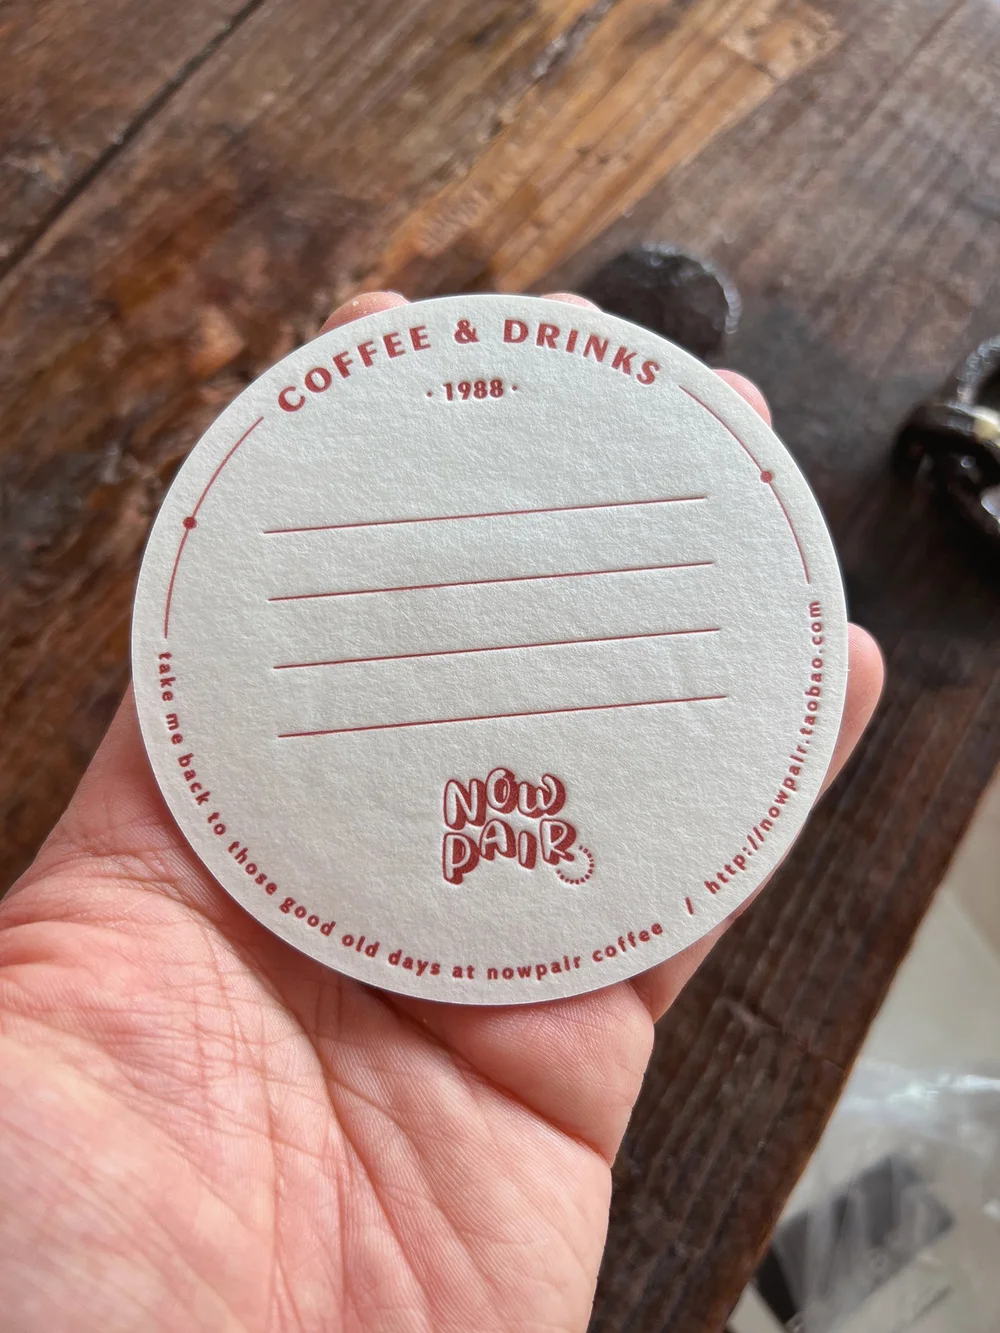 COFFEE & DRINKS
· 1988 ·
NOW
PAIR
take me back to those good old days at nowpair coffee / http://nowpair.taobao.com